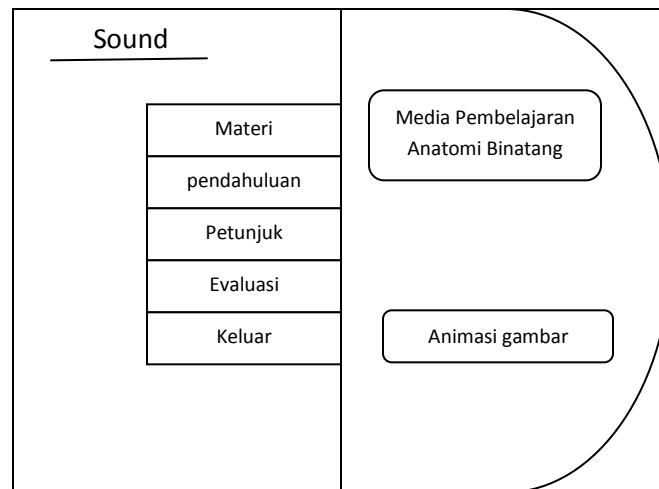 Sound
Materi
pendahuluan
Petunjuk
Evaluasi
Keluar
Media Pembelajaran
Anatomi Binatang
Animasi gambar